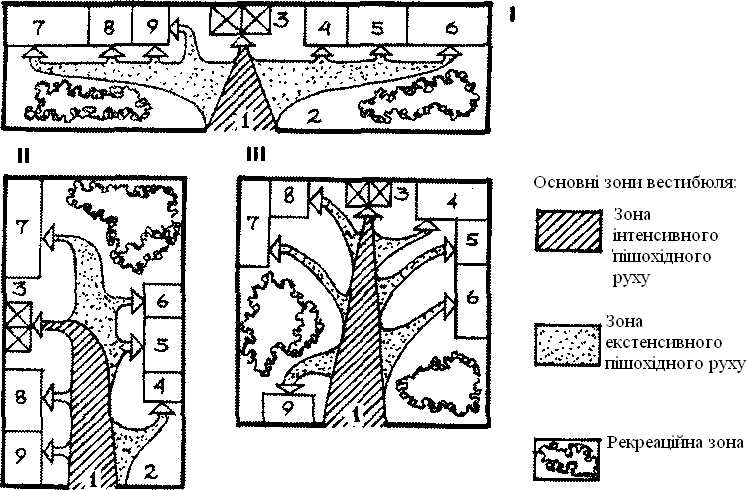 7 8 9 3 4 5 6 I
1 2
II III
7
3
6
5
8
4
9
1 2
8 3 4
7
5
6
9 1
Основні зони вестибюля:
Зона
інтенсивного
пішохідного
руху
Зона
екстенсивного
пішохідного руху
Рекреаційна зона